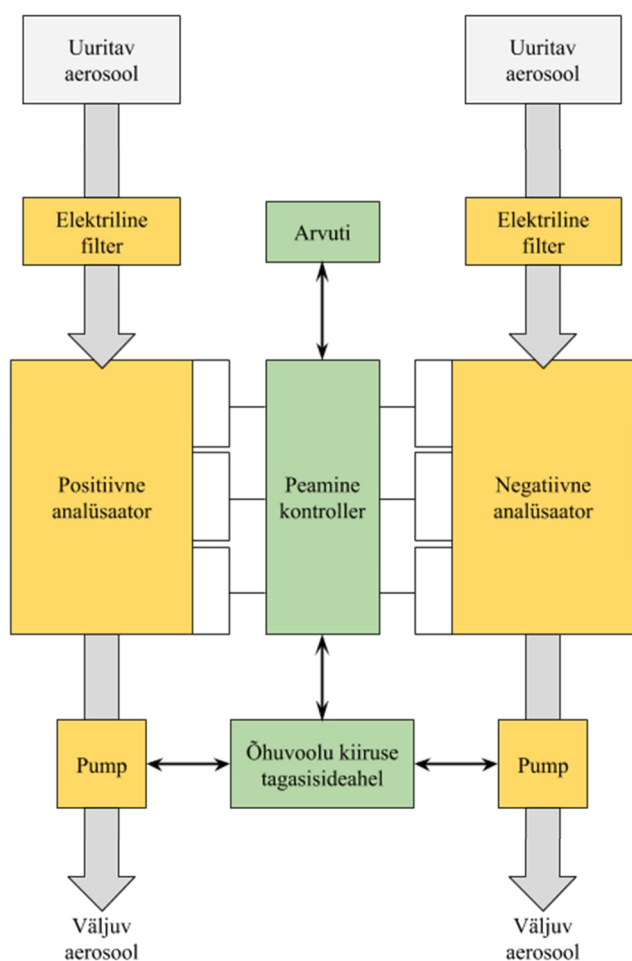 Uuritav
aerosool
Uuritav
aerosool
Elektriline
filter
Arvuti
Elektriline
filter
Positiivne
analüsaator
Peamine
kontroller
Negatiivne
analüsaator
Pump
Õhuvoolu kiiruse
tagasisideahel
Pump
Väljuv
aerosool
Väljuv
aerosool